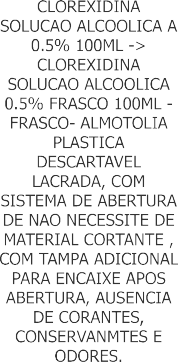 CLOREXIDINA
SOLUCAO ALCOOLICA A
0.5% 100ML ->
CLOREXIDINA
SOLUCAO ALCOOLICA
0.5% FRASCO 100ML -
FRASCO- ALMOTOLIA
PLASTICA
DESCARTAVEL
LACRADA, COM
SISTEMA DE ABERTURA
DE NAO NECESSITE DE
MATERIAL CORTANTE ,
COM TAMPA ADICIONAL
PARA ENCAIXE APOS
ABERTURA, AUSENCIA
DE CORANTES,
CONSERVANMTES E
ODORES.